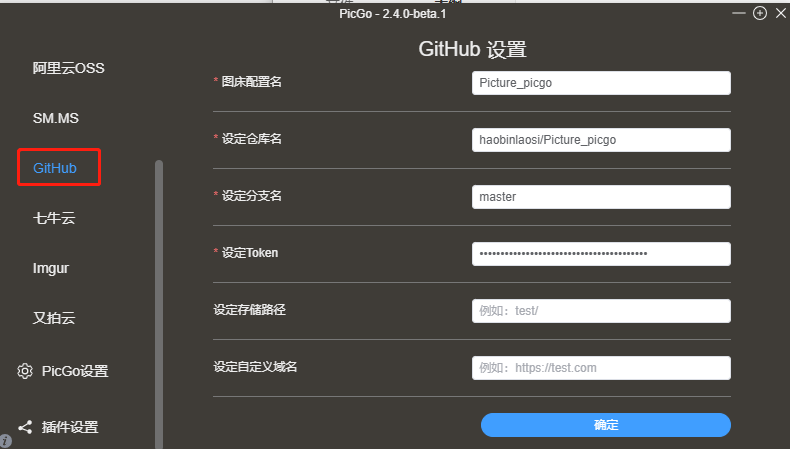 PicGo - 2.4.0-beta.1
阿里云OSS
SM.MS
GitHub
七牛云
Imgur
又拍云
PicGo设置
插件设置
GitHub 设置
* 图床配置名
Picture_picgo
* 设定仓库名
haobinlaosi/Picture_picgo
* 设定分支名
master
* 设定Token
设定存储路径
例如：test/
设定自定义域名
例如：https://test.com
确定